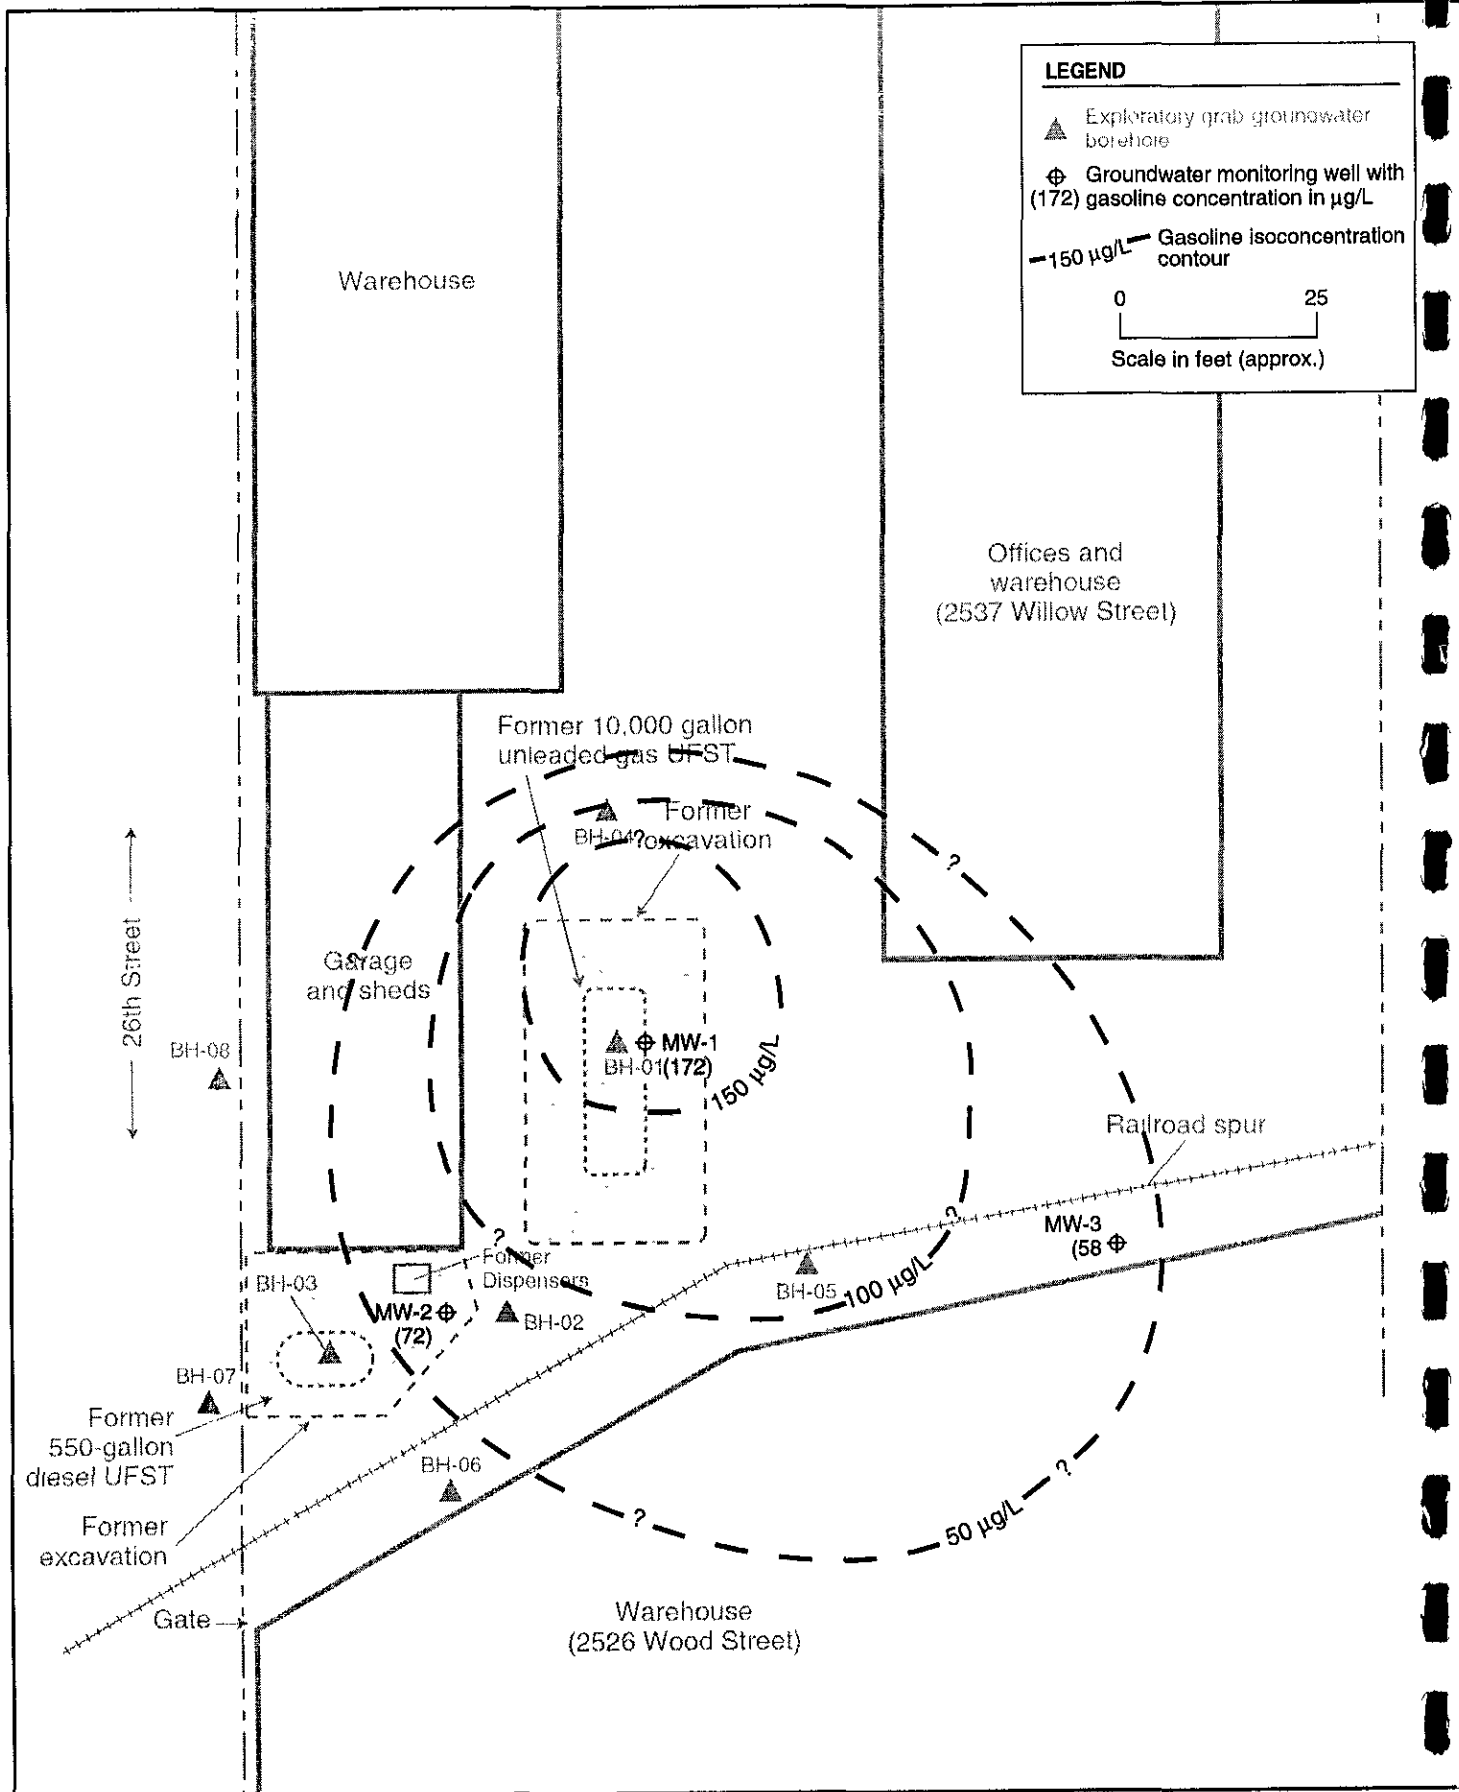 LEGEND
Exploratory grab groundwater
borehole
Groundwater monitoring well with
(172) gasoline concentration in µg/L
150 µg/L Gasoline isoconcentration
contour
0 25
Scale in feet (approx.)
Warehouse
Offices and
warehouse
(2537 Willow Street)
Former 10,000 gallon
unleaded gas UFST
Former
excavation
BH-04
?
?
?
Garage
and sheds
26th Street
BH-08
MW-1
BH-01 (172)
150 µg/L
Railroad spur
?
MW-3
(58
?
Former
Dispensers
BH-03
MW-2
(72)
BH-02
BH-05
100 µg/L
BH-07
Former
550-gallon
diesel UFST
BH-06
?
?
50 µg/L
Former
excavation
Gate
Warehouse
(2526 Wood Street)